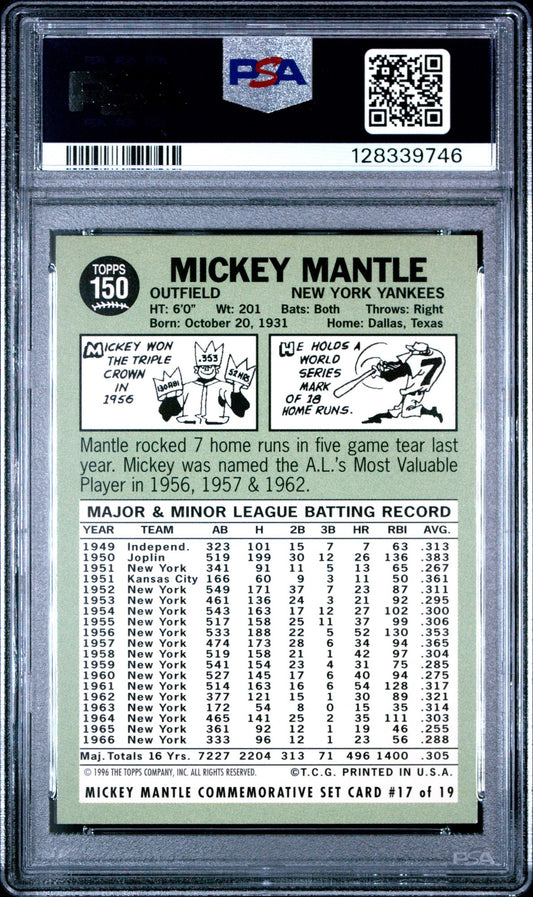 PSA
128339746
TOPPS
150
MICKEY MANTLE
OUTFIELD NEW YORK YANKEES
HT: 6'0" Wt: 201 Bats: Both Throws: Right
Born: October 20, 1931 Home: Dallas, Texas
MICKEY WON
THE TRIPLE
CROWN
IN
1956
.353
130 RBI
52 HRS
HE HOLDS A
WORLD
SERIES
MARK
OF 18
HOME RUNS.
7
Mantle rocked 7 home runs in five game tear last
year. Mickey was named the A.L.'s Most Valuable
Player in 1956, 1957 & 1962.
MAJOR & MINOR LEAGUE BATTING RECORD
YEAR TEAM AB H 2B 3B HR RBI AVG.
1949 Independ. 323 101 15 7 7 63 .313
1950 Joplin 519 199 30 12 26 136 .383
1951 New York 341 91 11 5 13 65 .267
1951 Kansas City 166 60 9 3 11 50 .361
1952 New York 549 171 37 7 23 87 .311
1953 New York 461 136 24 3 21 92 .295
1954 New York 543 163 17 12 27 102 .300
1955 New York 517 158 25 11 37 99 .306
1956 New York 533 188 22 5 52 130 .353
1957 New York 474 173 28 6 34 94 .365
1958 New York 519 158 21 1 42 97 .304
1959 New York 541 154 23 4 31 75 .285
1960 New York 527 145 17 6 40 94 .275
1961 New York 514 163 16 6 54 128 .317
1962 New York 377 121 15 1 30 89 .321
1963 New York 172 54 8 0 15 35 .314
1964 New York 465 141 25 2 35 111 .303
1965 New York 361 92 12 1 19 46 .255
1966 New York 333 96 12 1 23 56 .288
Maj. Totals 16 Yrs. 7227 2204 313 71 496 1400 .305
© 1996 THE TOPPS COMPANY, INC. ALL RIGHTS RESERVED. ©T.C.G. PRINTED IN U.S.A.
MICKEY MANTLE COMMEMORATIVE SET CARD #17 of 19
PSA